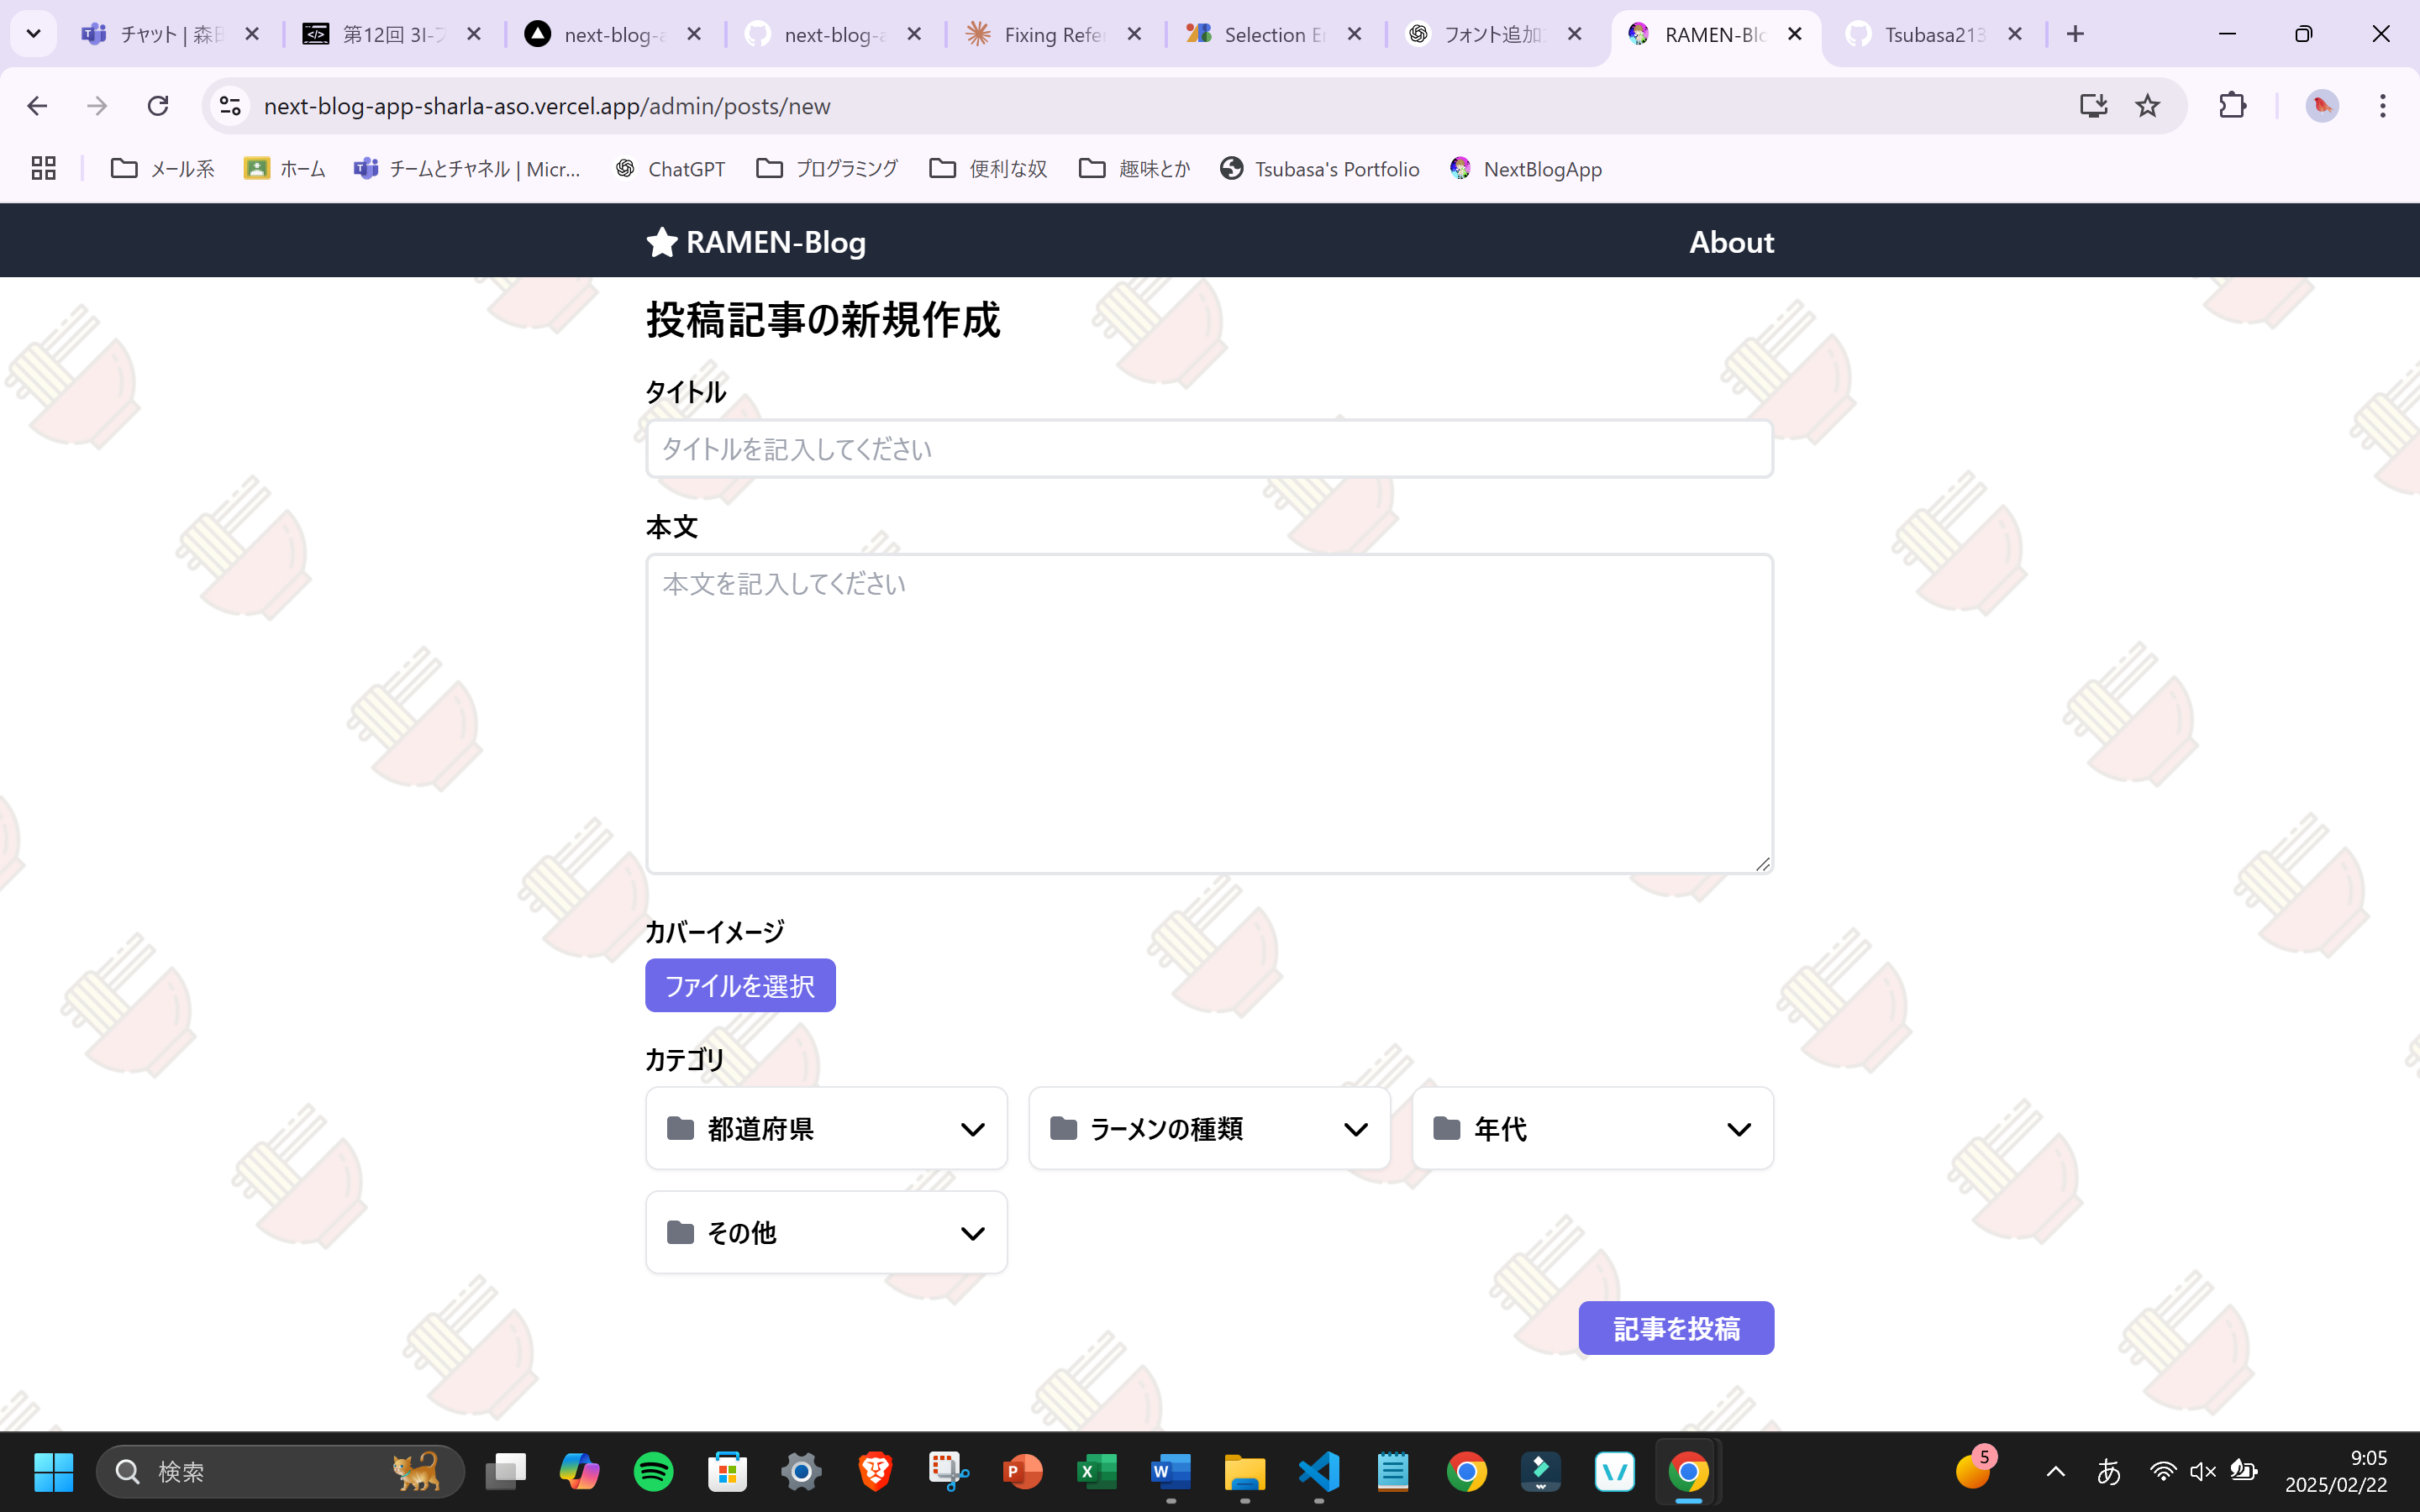 チャット | 森
第12回 3I-
next-blog-a
next-blog-a
Fixing Refe
Selection E
フォント追加
RAMEN-Blo
Tsubasa213
next-blog-app-sharla-aso.vercel.app/admin/posts/new
メール系
ホーム
チームとチャネル | Micr...
ChatGPT
プログラミング
便利な奴
趣味とか
Tsubasa's Portfolio
NextBlogApp
RAMEN-Blog
About
投稿記事の新規作成
タイトル
タイトルを記入してください
本文
本文を記入してください
カバーイメージ
ファイルを選択
カテゴリ
都道府県
ラーメンの種類
年代
その他
記事を投稿
検索
5
あ
9:05
2025/02/22